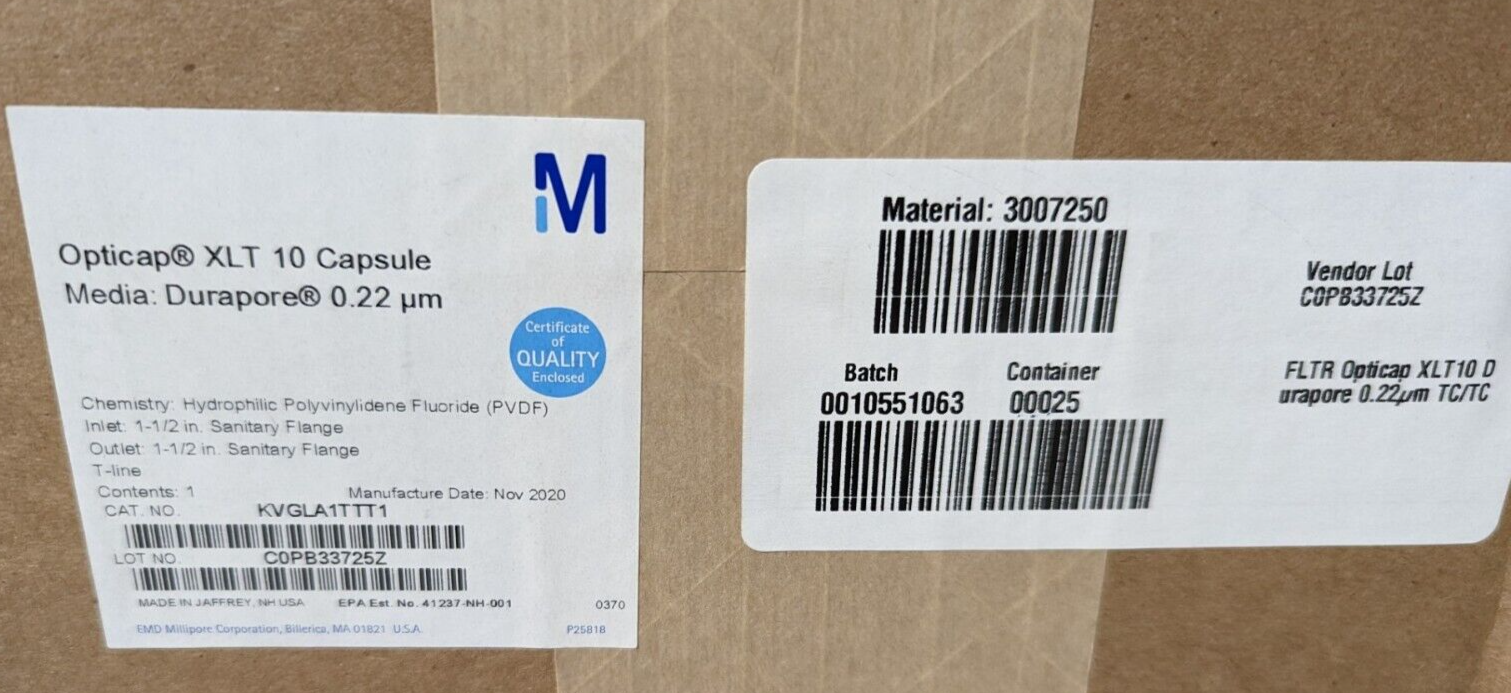 M
Opticap® XLT 10 Capsule
Media: Durapore® 0.22 µm
Certificate
of
QUALITY
Enclosed
Chemistry: Hydrophilic Polyvinylidene Fluoride (PVDF)
Inlet: 1-1/2 in. Sanitary Flange
Outlet: 1-1/2 in. Sanitary Flange
T-line
Contents: 1 Manufacture Date: Nov 2020
CAT. NO. KVGLA1TTT1
LOT NO. C0PB33725Z
MADE IN JAFFREY, NH USA EPA Est. No. 41237-NH-001 0370
EMD Millipore Corporation, Billerica, MA 01821 U.S.A. P25818
Material: 3007250
Vendor Lot
C0PB33725Z
Batch Container
0010551063 00025
FLTR Opticap XLT10 D
urapore 0.22µm TC/TC